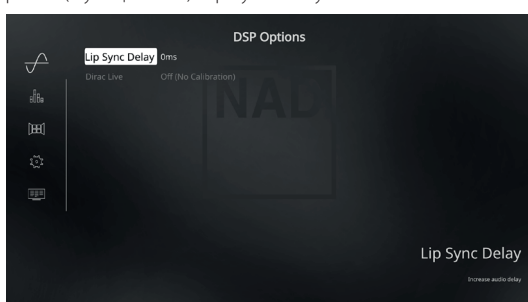 DSP Options
Lip Sync Delay 0ms
Dirac Live Off (No Calibration)
NAD
Lip Sync Delay
Increase audio delay